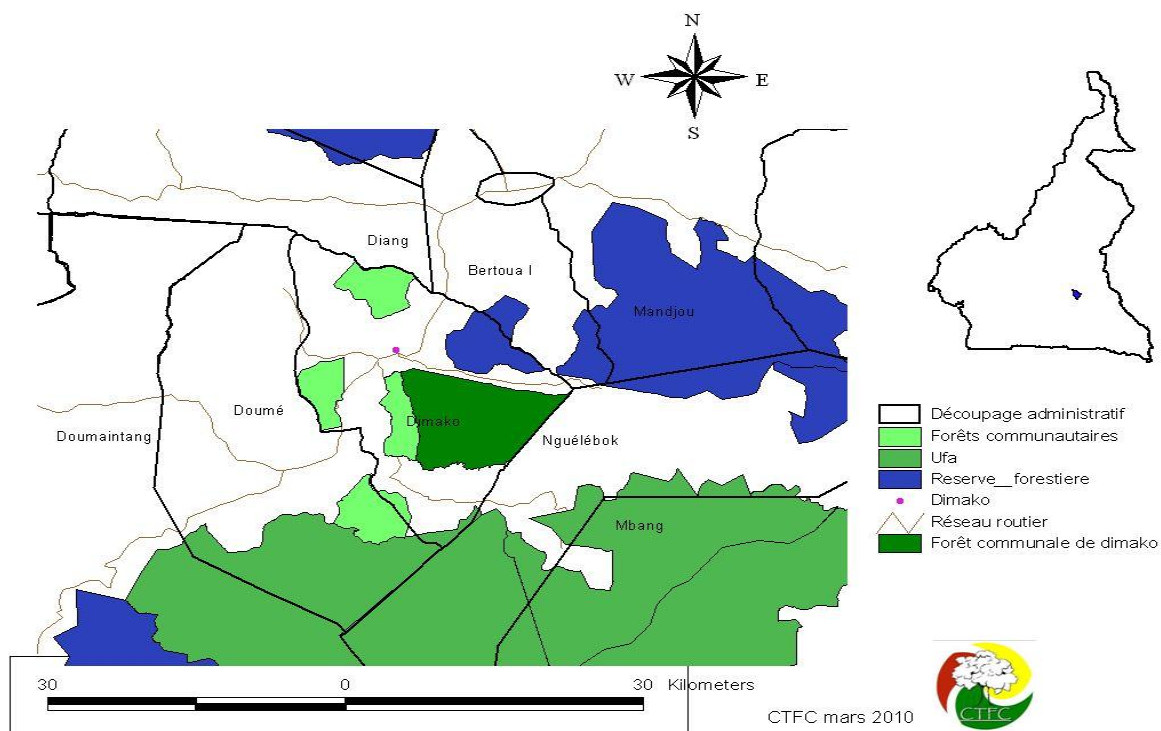 N
W E
S
Diang
Bertoua I
Mandjou
Doumé
Dimako
Doumaintang
Nguélébok
Mbang
Découpage administratif
Forêts communautaires
Ufa
Reserve__forestiere
Dimako
Réseau routier
Forêt communale de dimako
30 0 30 Kilometers
CTFC mars 2010
CTFC